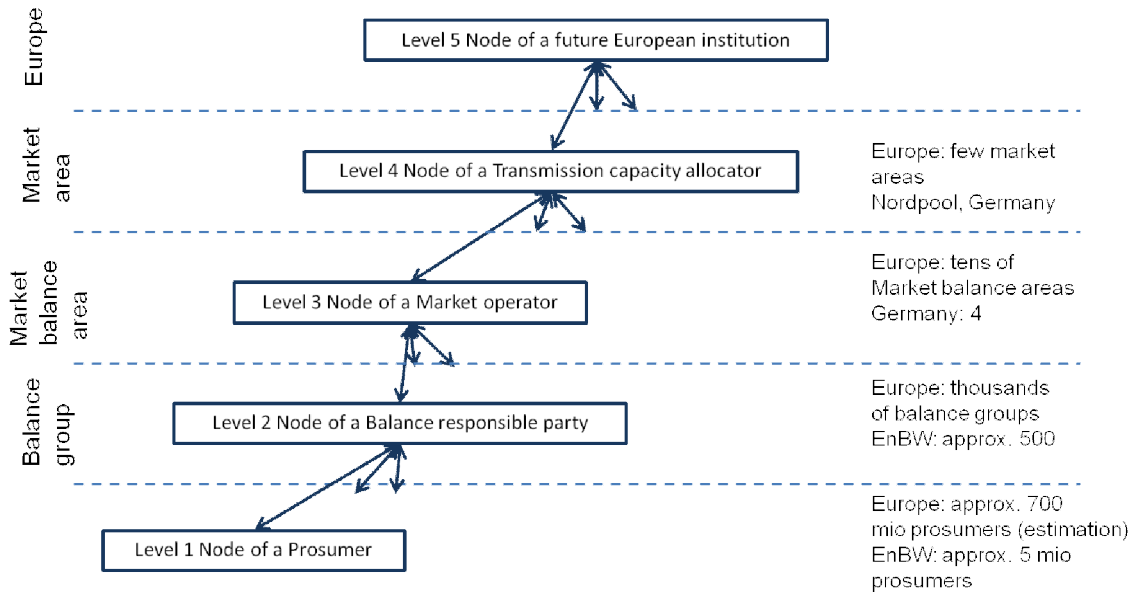 Europe
Level 5 Node of a future European institution
Market
area
Level 4 Node of a Transmission capacity allocator
Europe: few market
areas
Nordpool, Germany
Market
balance
area
Level 3 Node of a Market operator
Europe: tens of
Market balance areas
Germany: 4
Balance
group
Level 2 Node of a Balance responsible party
Europe: thousands
of balance groups
EnBW: approx. 500
Level 1 Node of a Prosumer
Europe: approx. 700
mio prosumers (estimation)
EnBW: approx. 5 mio
prosumers